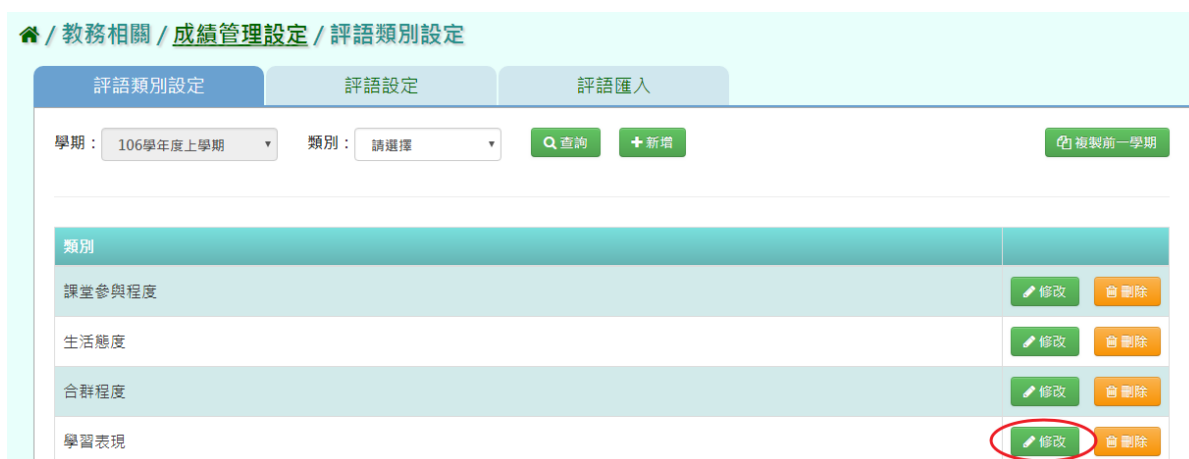 / 教務相關 / 成績管理設定 / 評語類別設定
評語類別設定 評語設定 評語匯入
學期： 106學年度上學期 類別： 請選擇 查詢 新增 複製前一學期
類別
課堂參與程度 修改 刪除
生活態度 修改 刪除
合群程度 修改 刪除
學習表現 修改 刪除